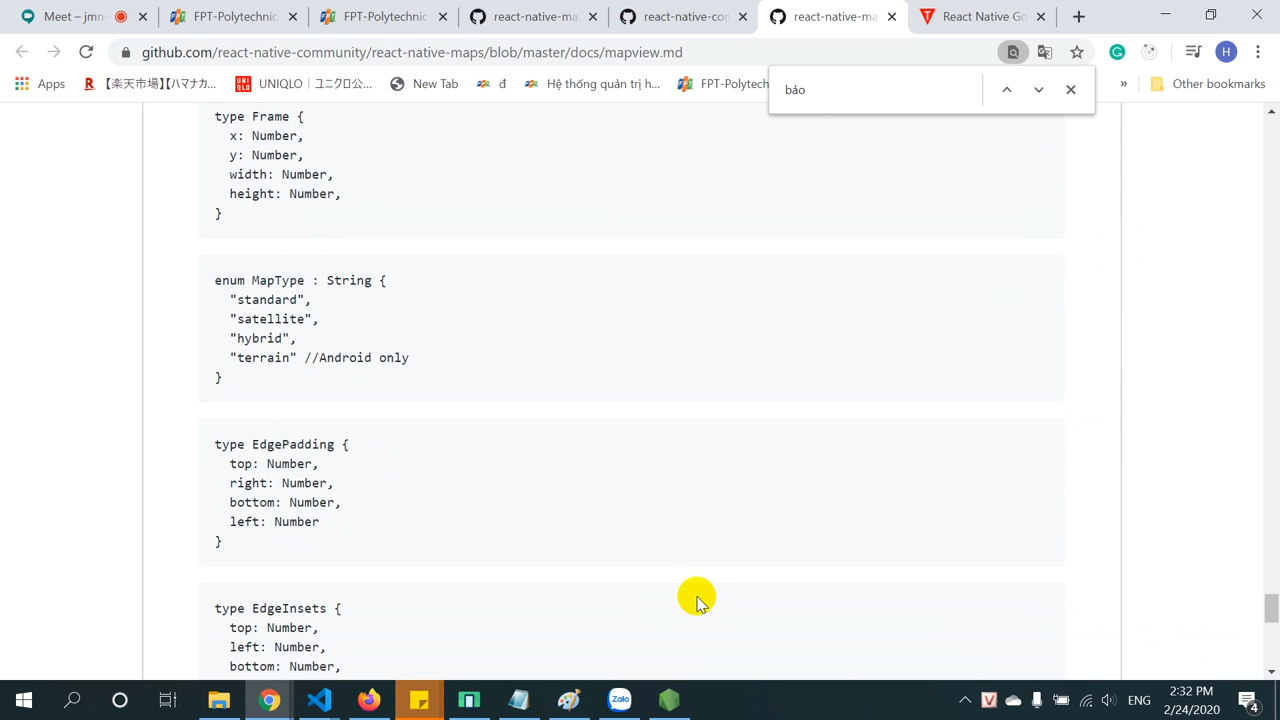 Meet – jmn-
FPT-Polytechnic
FPT-Polytechnic
react-native-ma
react-native-com
react-native-ma
React Native Go
github.com/react-native-community/react-native-maps/blob/master/docs/mapview.md
H
Apps
【楽天市場】【ハマナカ...
UNIQLO｜ユニクロ公...
New Tab
đ
Hệ thống quản trị h...
FPT-Polytech
»
Other bookmarks
bảo
type Frame {
x: Number,
y: Number,
width: Number,
height: Number,
}
enum MapType : String {
"standard",
"satellite",
"hybrid",
"terrain" //Android only
}
type EdgePadding {
top: Number,
right: Number,
bottom: Number,
left: Number
}
type EdgeInsets {
top: Number,
left: Number,
bottom: Number,
Zalo
V
ENG
2:32 PM
2/24/2020
4